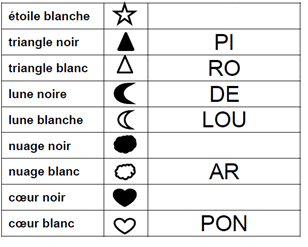 étoile blanche
triangle noir PI
triangle blanc RO
lune noire DE
lune blanche LOU
nuage noir
nuage blanc AR
cœur noir
cœur blanc PON